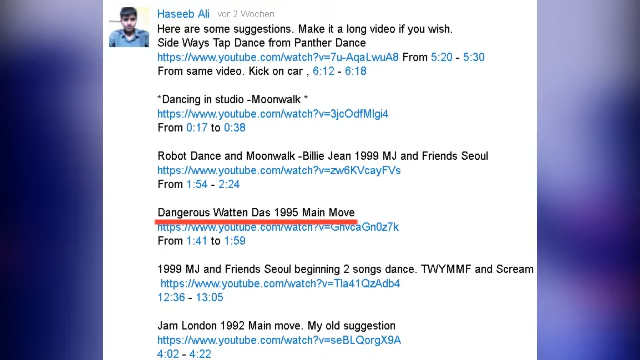 Haseeb Ali vor 2 Wochen
Here are some suggestions. Make it a long video if you wish.
Side Ways Tap Dance from Panther Dance
https://www.youtube.com/watch?v=7u-AqaLwuA8 From 5:20 - 5:30
From same video. Kick on car , 6:12 - 6:18
*Dancing in studio -Moonwalk *
https://www.youtube.com/watch?v=3jcOdfMlgi4
From 0:17 to 0:38
Robot Dance and Moonwalk -Billie Jean 1999 MJ and Friends Seoul
https://www.youtube.com/watch?v=zw6KVcayFVs
From 1:54 - 2:24
Dangerous Watten Das 1995 Main Move
https://www.youtube.com/watch?v=GhvcaGn0z7k
From 1:41 to 1:59
1999 MJ and Friends Seoul beginning 2 songs dance. TWYMMF and Scream
https://www.youtube.com/watch?v=Tla41QzAdb4
12:36 - 13:05
Jam London 1992 Main move. My old suggestion
https://www.youtube.com/watch?v=seBLQorgX9A
4:02 - 4:22